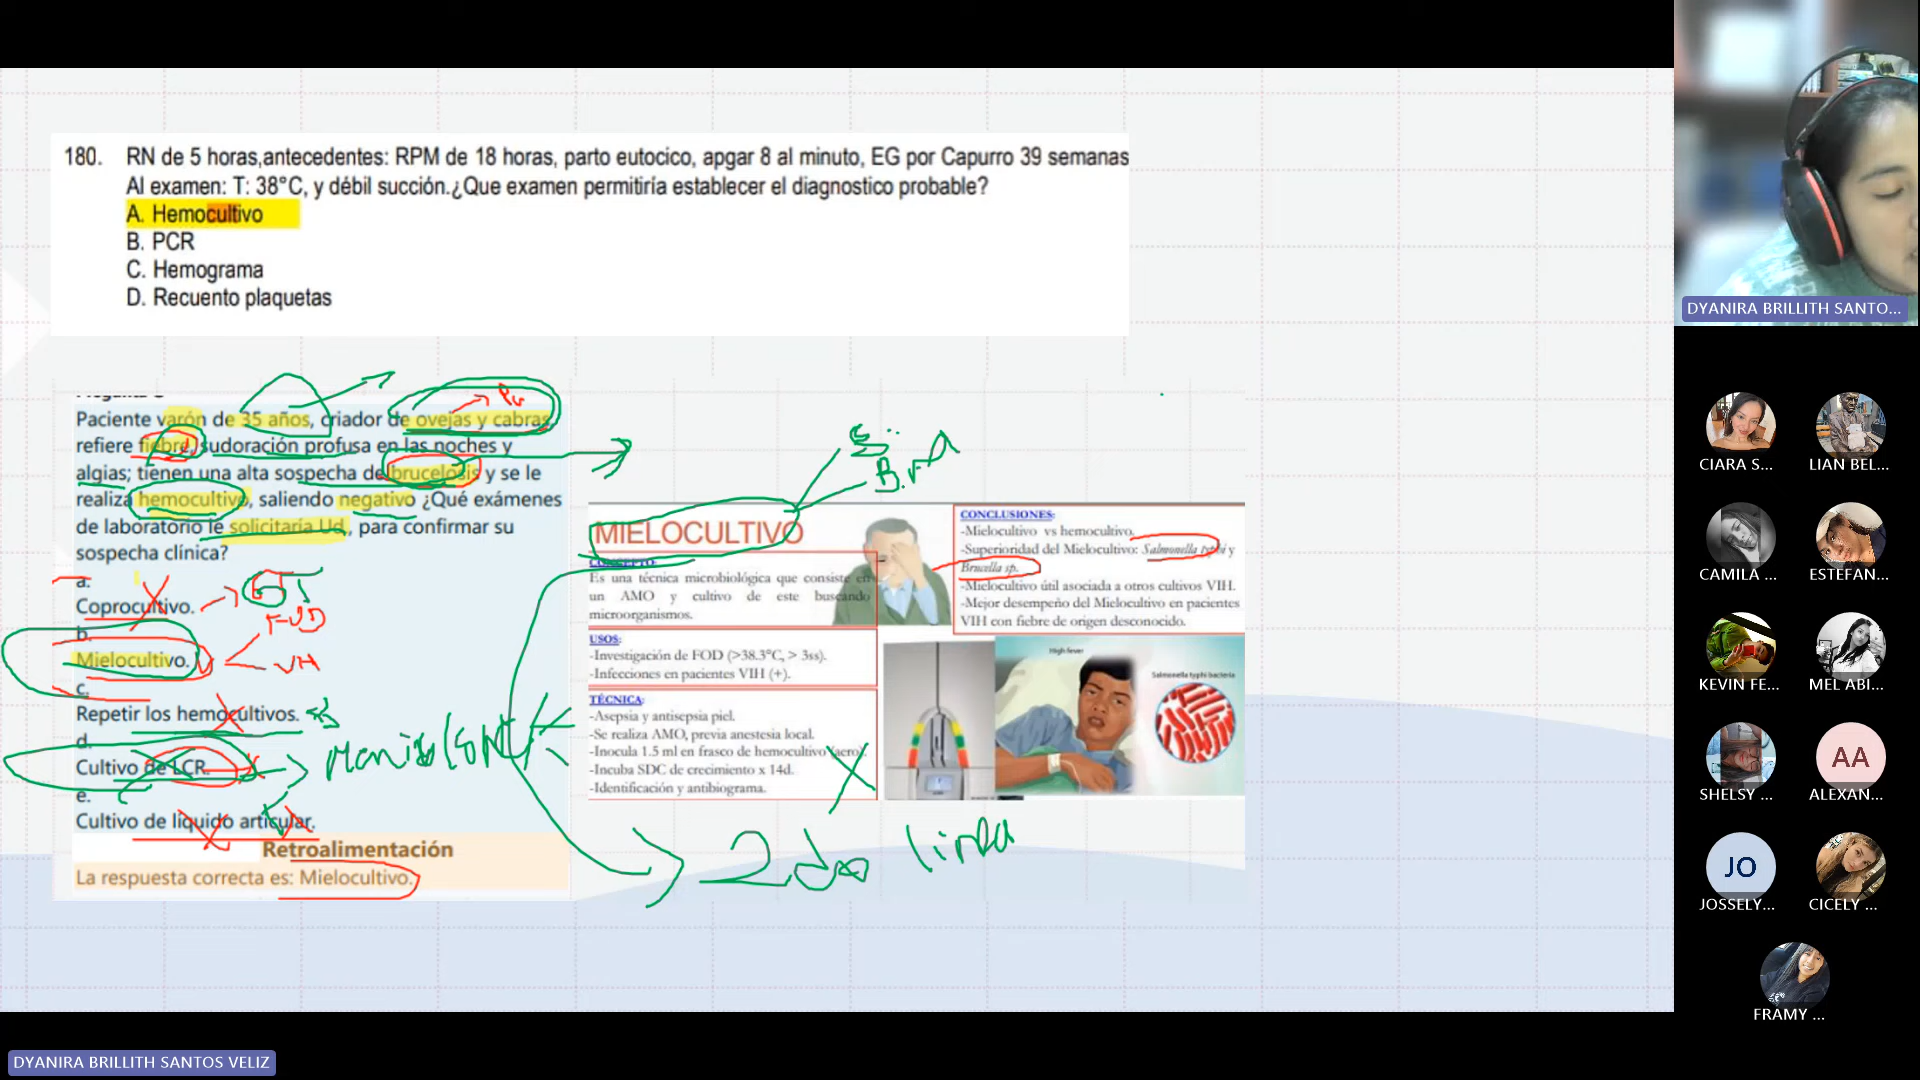 180. RN de 5 horas,antecedentes: RPM de 18 horas, parto eutocico, apgar 8 al minuto, EG por Capurro 39 semanas
Al examen: T: 38°C, y débil succión.¿Que examen permitiría establecer el diagnostico probable?
A. Hemocultivo
B. PCR
C. Hemograma
D. Recuento plaquetas
Paciente varón de 35 años, criador de ovejas y cabras,
refiere fiebre, sudoración profusa en las noches y
algias; tienen una alta sospecha de brucelosis y se le
realiza hemocultivo, saliendo negativo ¿Qué exámenes
de laboratorio le solicitaría Ud, para confirmar su
sospecha clínica?
a.
Coprocultivo.
b.
Mielocultivo.
c.
Repetir los hemocultivos.
d.
Cultivo de LCR.
e.
Cultivo de líquido articular.
Retroalimentación
La respuesta correcta es: Mielocultivo.
VH
2do linea
MIELOCULTIVO
CONCEPTO:
Es una técnica microbiológica que consiste en
un AMO y cultivo de este buscando
microorganismos.
USOS:
-Investigación de FOD (>38.3°C, > 3ss).
-Infecciones en pacientes VIH (+).
TÉCNICA:
-Asepsia y antisepsia piel.
-Se realiza AMO, previa anestesia local.
-Inocula 1.5 ml en frasco de hemocultivo (aero).
-Incuba SDC de crecimiento x 14d.
-Identificación y antibiograma.
CONCLUSIONES:
-Mielocultivo vs hemocultivo.
-Superioridad del Mielocultivo: Salmonella typhi y
Brucella sp.
-Mielocultivo útil asociada a otros cultivos VIH.
-Mejor desempeño del Mielocultivo en pacientes
VIH con fiebre de origen desconocido.
High fever
Salmonella typhi bacteria
DYANIRA BRILLITH SANTO...
CIARA S...
LIAN BEL...
CAMILA ...
ESTEFAN...
KEVIN FE...
MEL ABI...
SHELSY ...
AA
ALEXAN...
JO
JOSSELY...
CICELY ...
FRAMY ...
DYANIRA BRILLITH SANTOS VELIZ